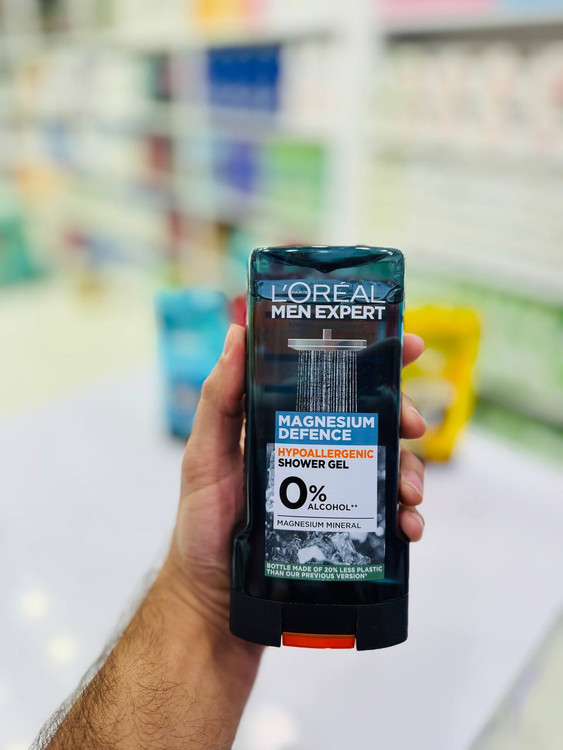 L'ORÉAL
PARIS
MEN EXPERT
MAGNESIUM
DEFENCE
HYPOALLERGENIC
SHOWER GEL
0%
ALCOHOL**
MAGNESIUM MINERAL
BOTTLE MADE OF 20% LESS PLASTIC
THAN OUR PREVIOUS VERSION*